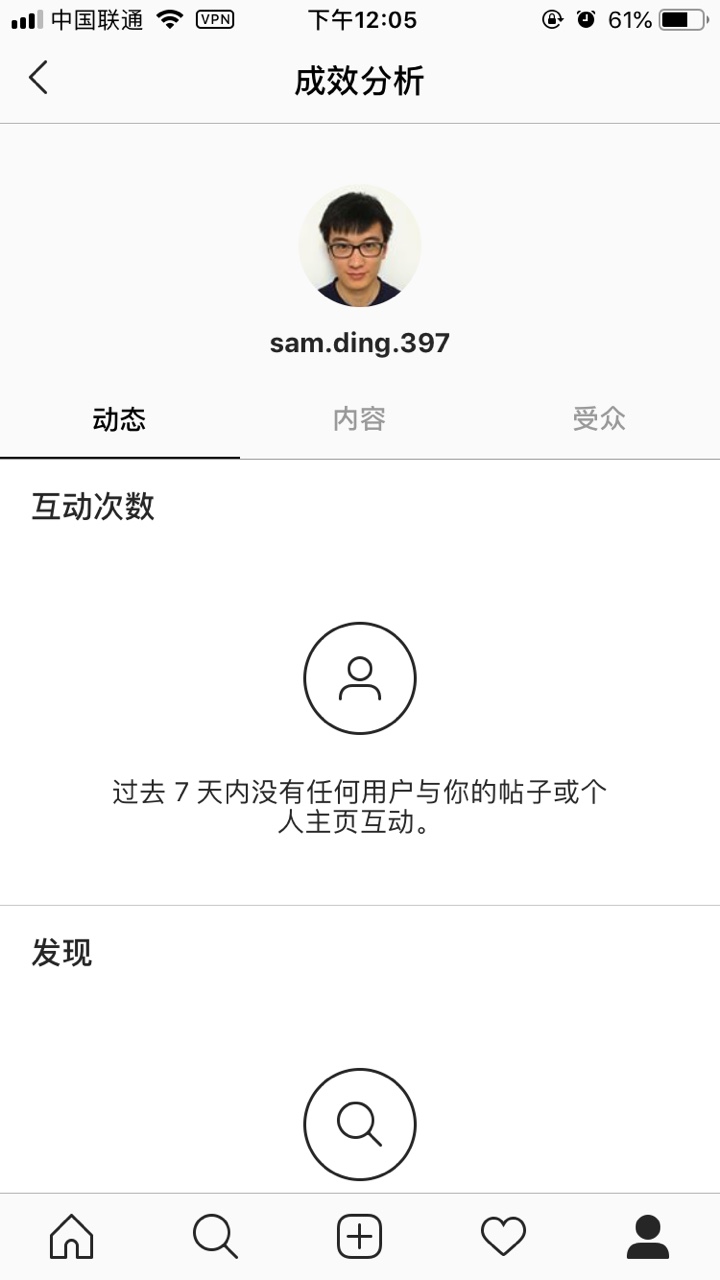 中国联通 VPN 下午12:05 61%
成效分析
sam.ding.397
动态 内容 受众
互动次数
过去 7 天内没有任何用户与你的帖子或个
人主页互动。
发现